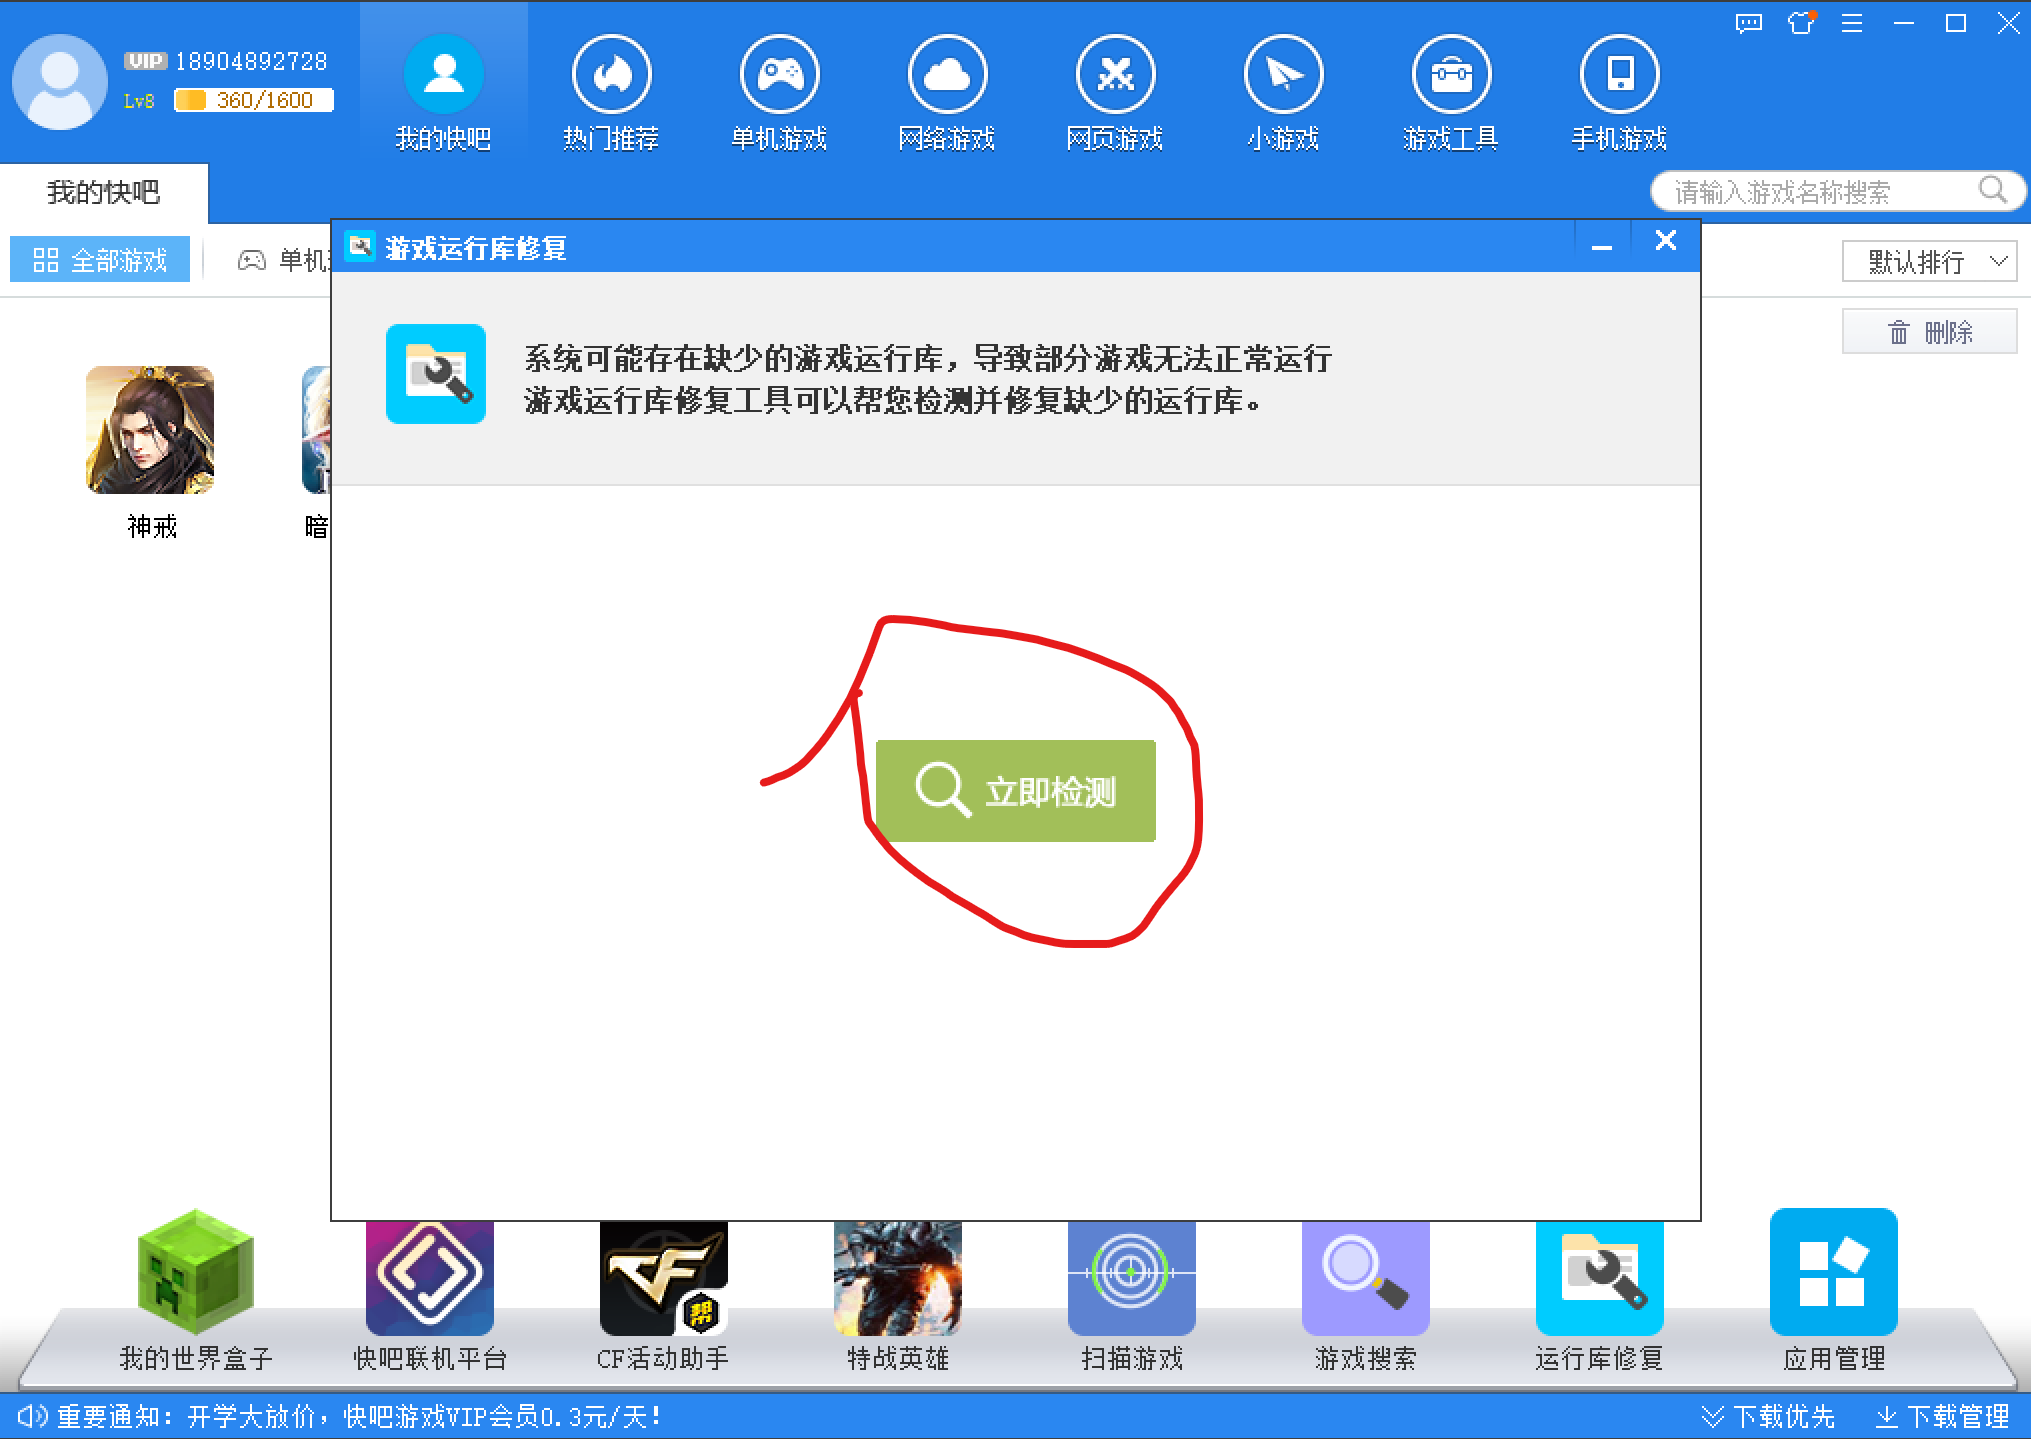 VIP 18904892728
Lv8 360/1600
我的快吧 热门推荐 单机游戏 网络游戏 网页游戏 小游戏 游戏工具 手机游戏
我的快吧
请输入游戏名称搜索
全部游戏 单机
默认排行
删除
游戏运行库修复
系统可能存在缺少的游戏运行库，导致部分游戏无法正常运行
游戏运行库修复工具可以帮您检测并修复缺少的运行库。
神戒 暗
立即检测
CF
帮
我的世界盒子 快吧联机平台 CF活动助手 特战英雄 扫描游戏 游戏搜索 运行库修复 应用管理
重要通知：开学大放价，快吧游戏VIP会员0.3元/天！
下载优先 下载管理